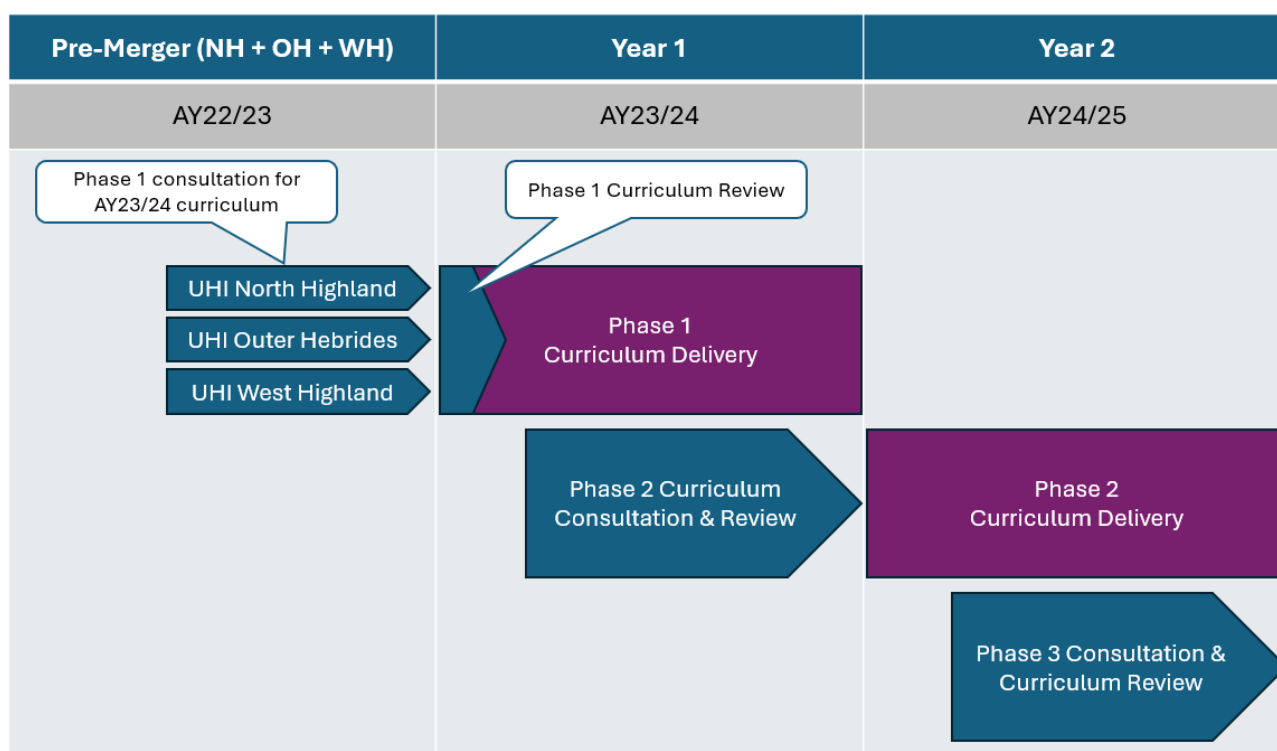 Pre-Merger (NH + OH + WH)
Year 1
Year 2
AY22/23
AY23/24
AY24/25
Phase 1 consultation for
AY23/24 curriculum
Phase 1 Curriculum Review
UHI North Highland
UHI Outer Hebrides
UHI West Highland
Phase 1
Curriculum Delivery
Phase 2 Curriculum
Consultation & Review
Phase 2
Curriculum Delivery
Phase 3 Consultation &
Curriculum Review